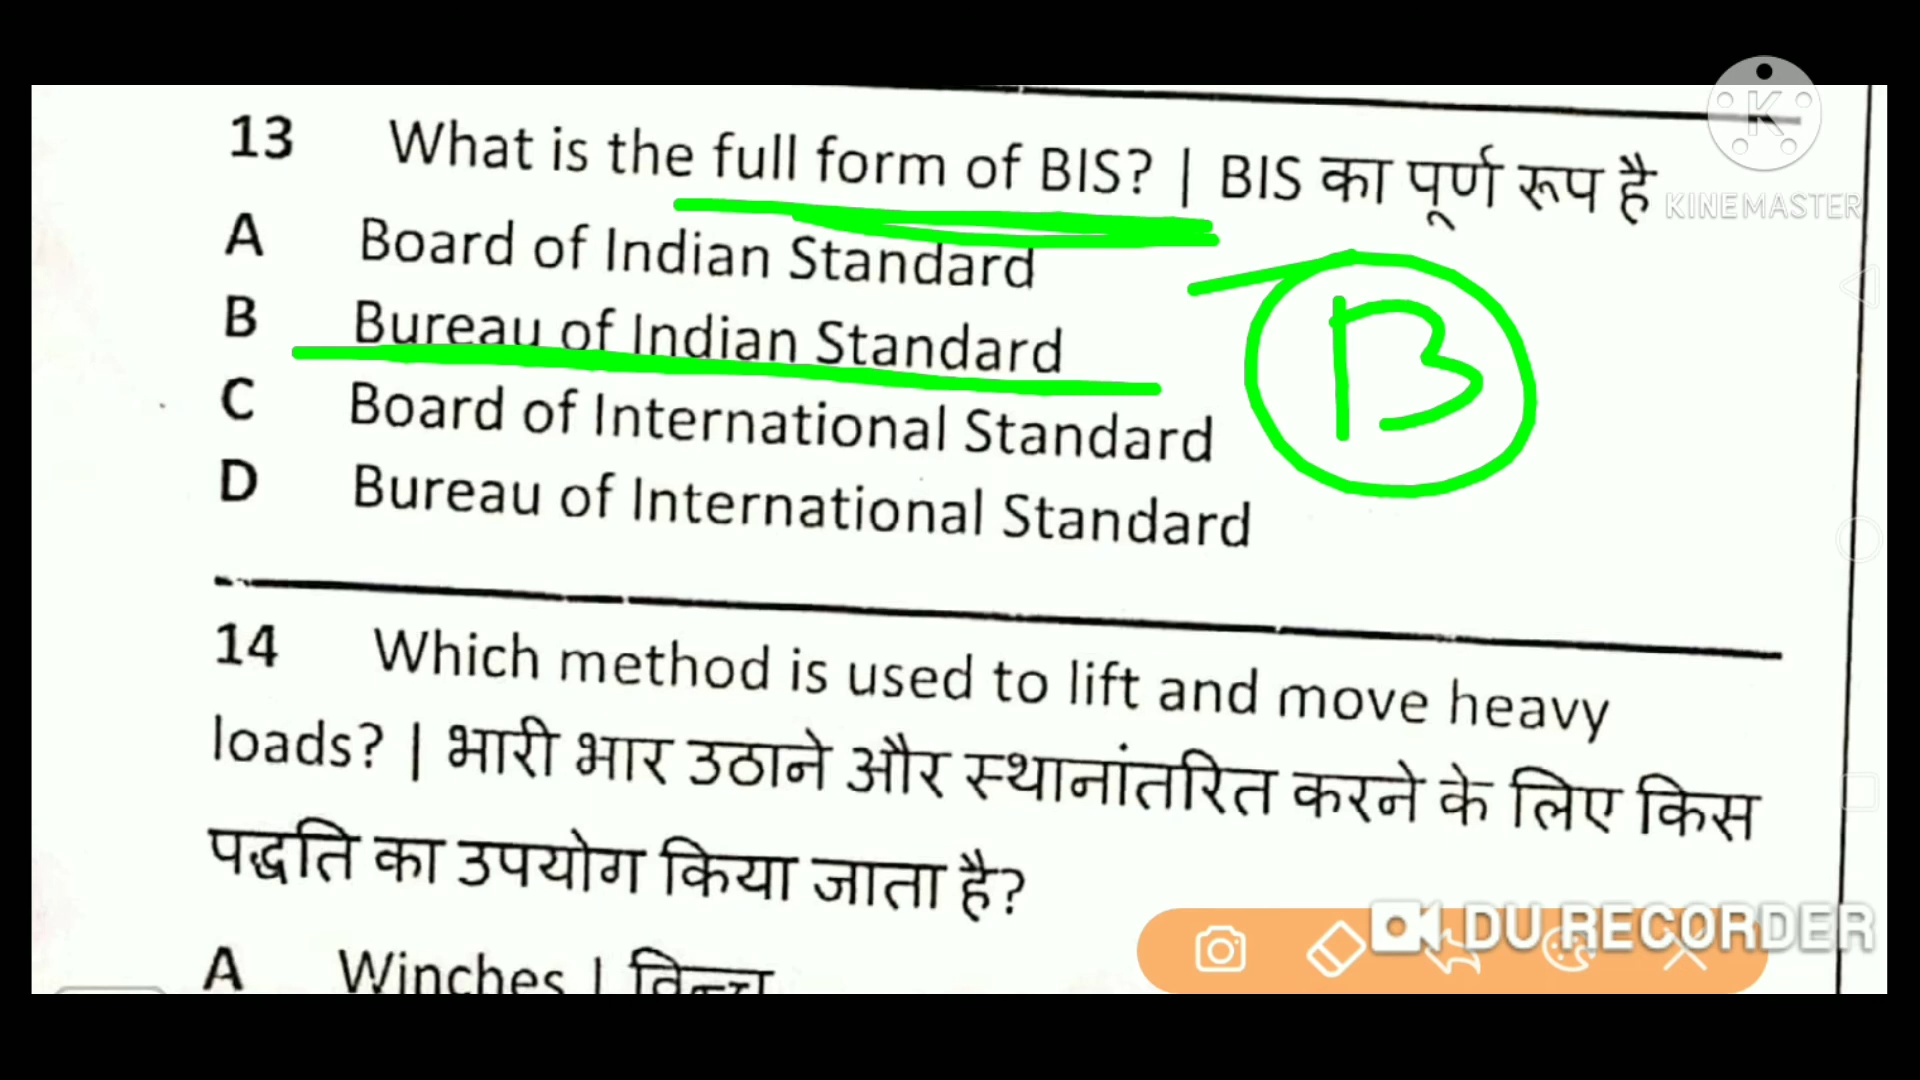 13 What is the full form of BIS? | BIS का पूर्ण रूप है
KINEMASTER
A Board of Indian Standard
B Bureau of Indian Standard
B
C Board of International Standard
D Bureau of International Standard
14 Which method is used to lift and move heavy
loads? | भारी भार उठाने और स्थानांतरित करने के लिए किस
पद्धति का उपयोग किया जाता है?
DU RECORDER
A Winches | विन्च